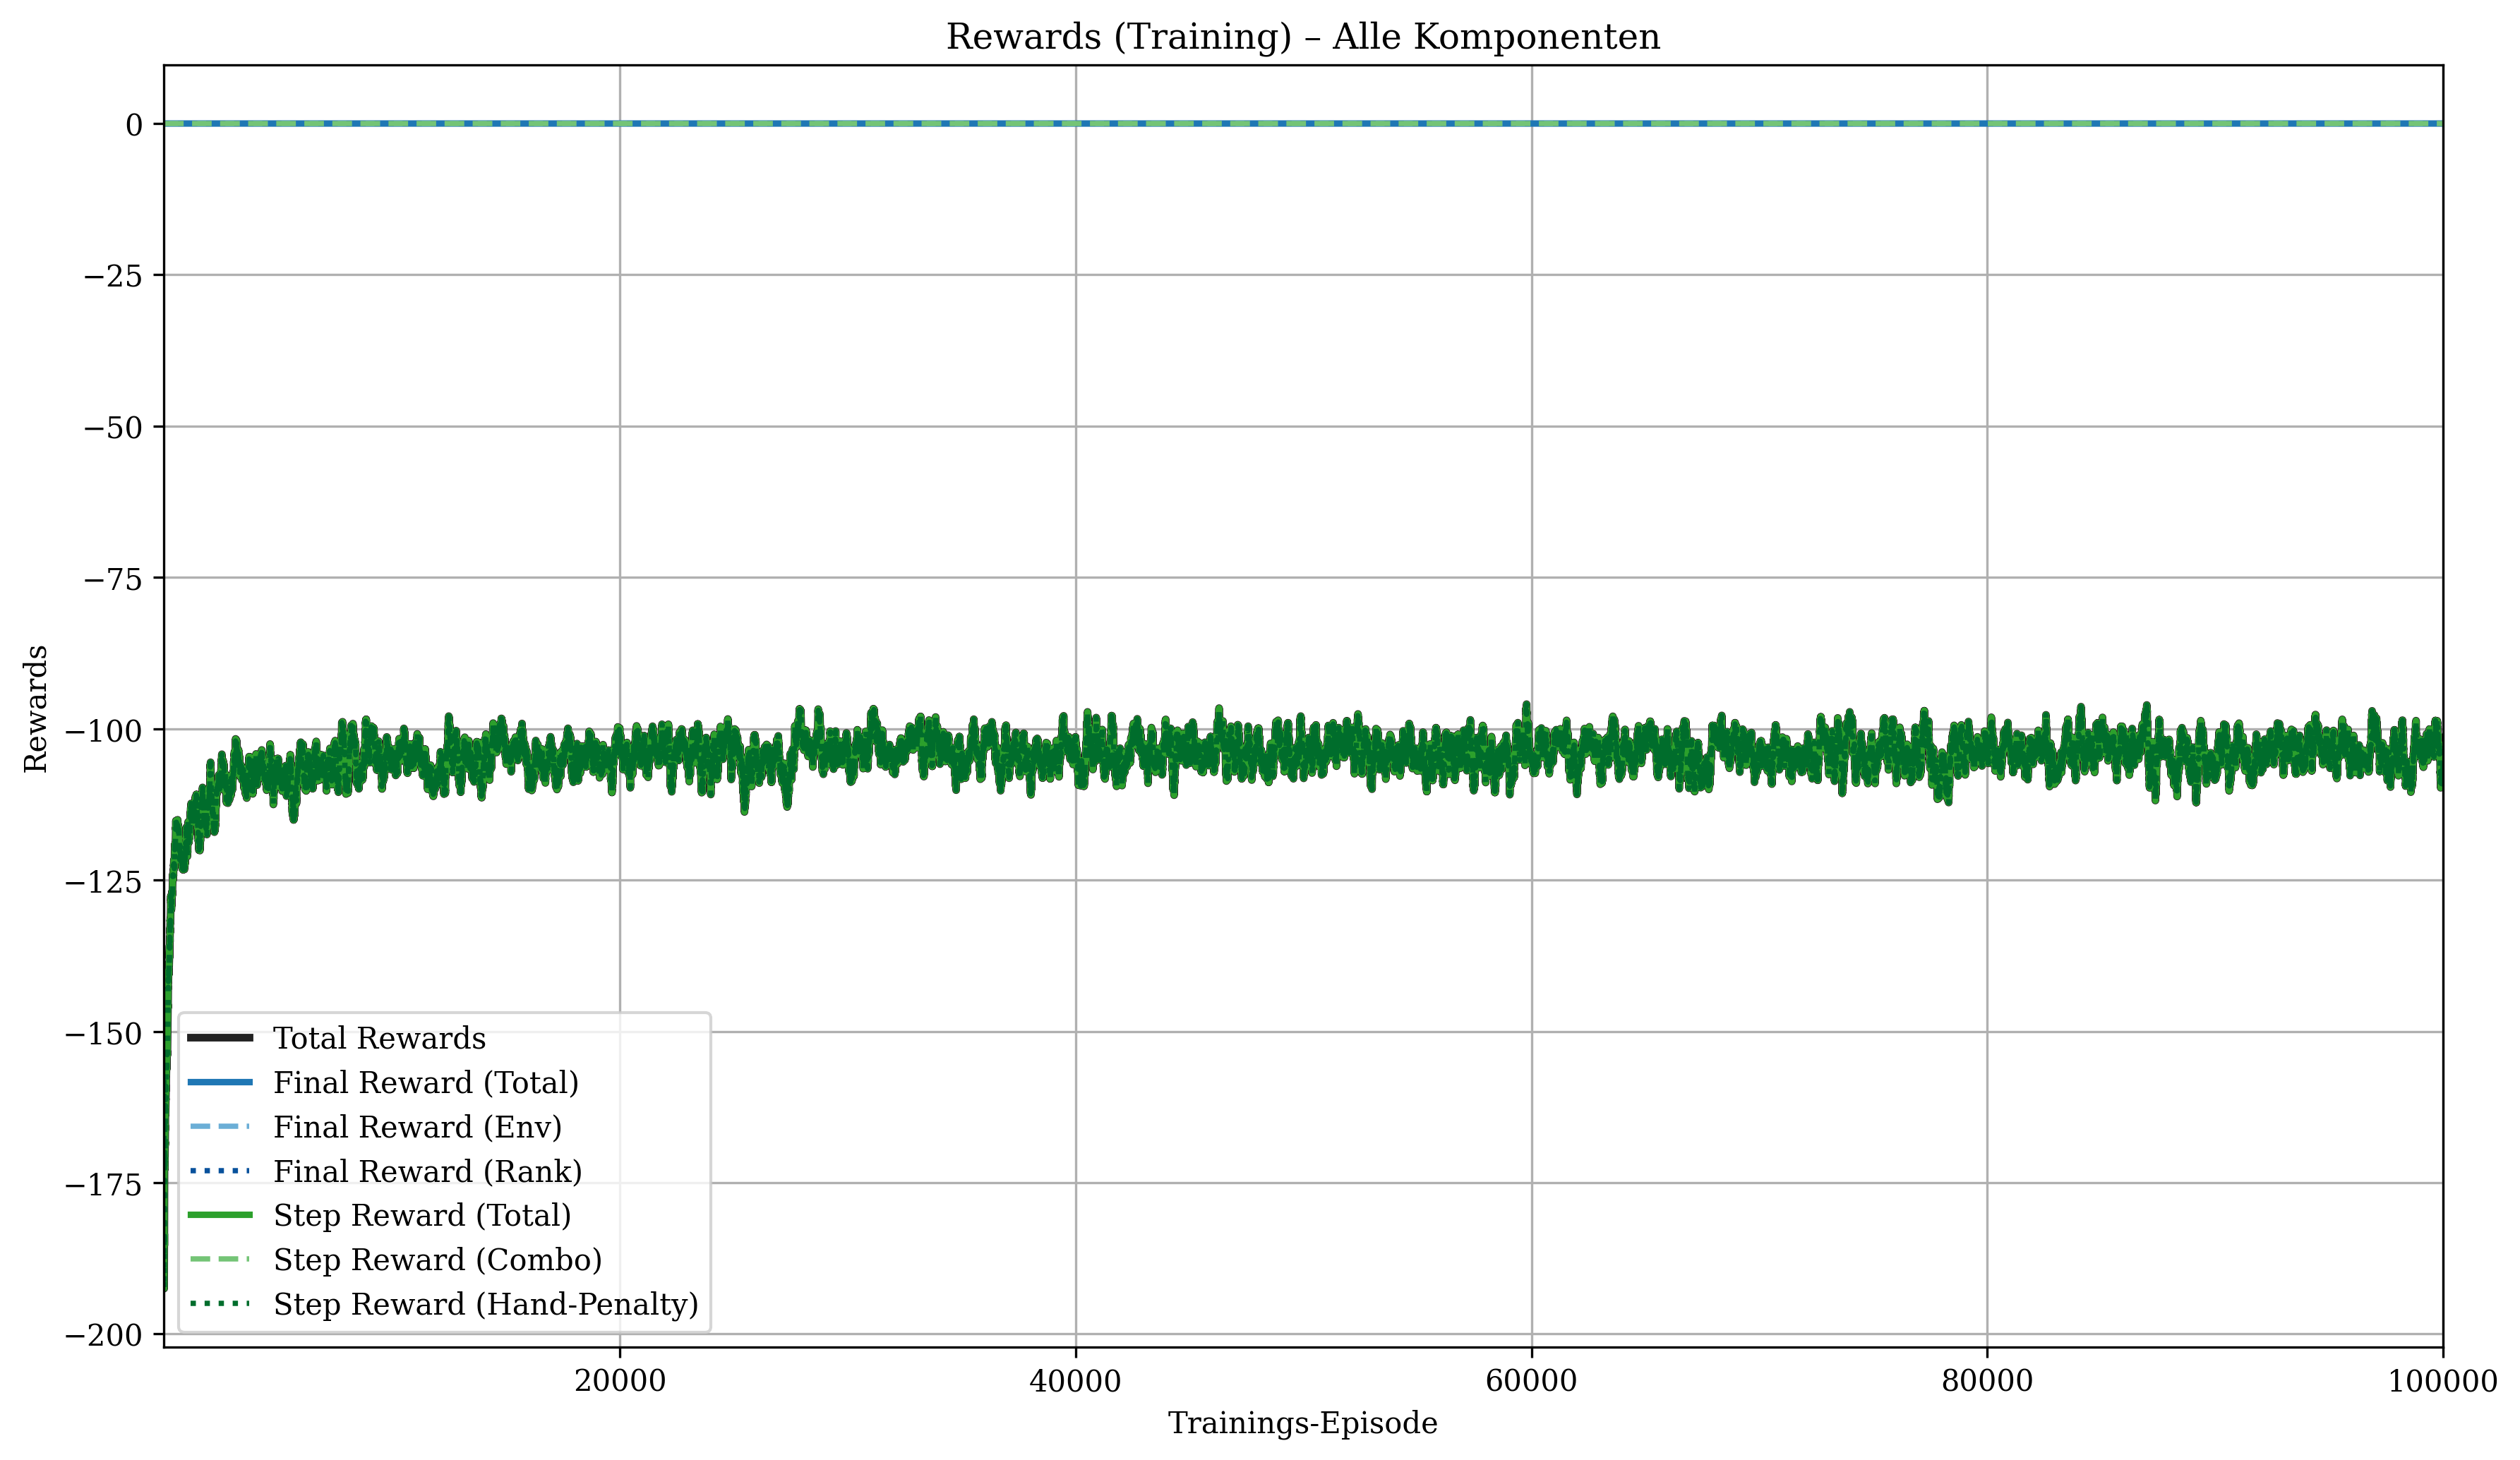 Rewards (Training) – Alle Komponenten
Rewards
0
−25
−50
−75
−100
−125
−150
−175
−200
Total Rewards
Final Reward (Total)
Final Reward (Env)
Final Reward (Rank)
Step Reward (Total)
Step Reward (Combo)
Step Reward (Hand-Penalty)
20000
40000
60000
80000
100000
Trainings-Episode